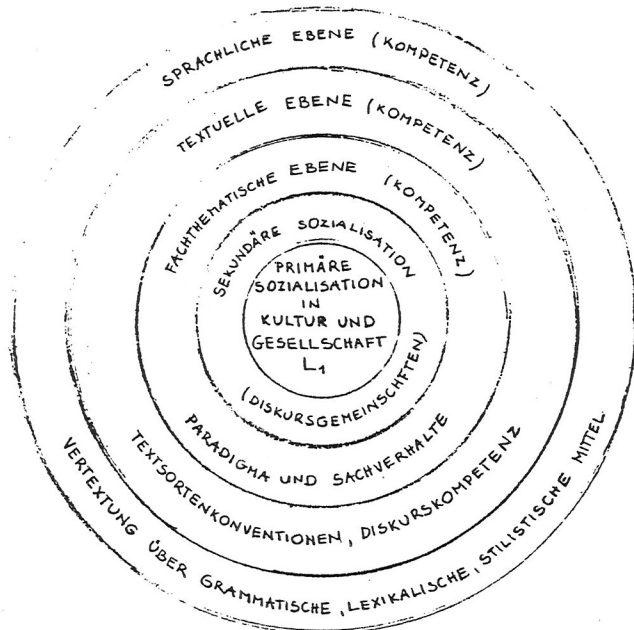 SPRACHLICHE EBENE (KOMPETENZ)
TEXTUELLE EBENE (KOMPETENZ)
FACHTHEMATISCHE EBENE (KOMPETENZ)
SEKUNDÄRE SOZIALISATION
PRIMÄRE
SOZIALISATION
IN
KULTUR UND
GESELLSCHAFT
L1
(DISKURSGEMEINSCHFTEN)
PARADIGMA UND SACHVERHALTE
TEXTSORTENKONVENTIONEN, DISKURSKOMPETENZ
VERTEXTUNG ÜBER GRAMMATISCHE, LEXIKALISCHE, STILISTISCHE MITTEL